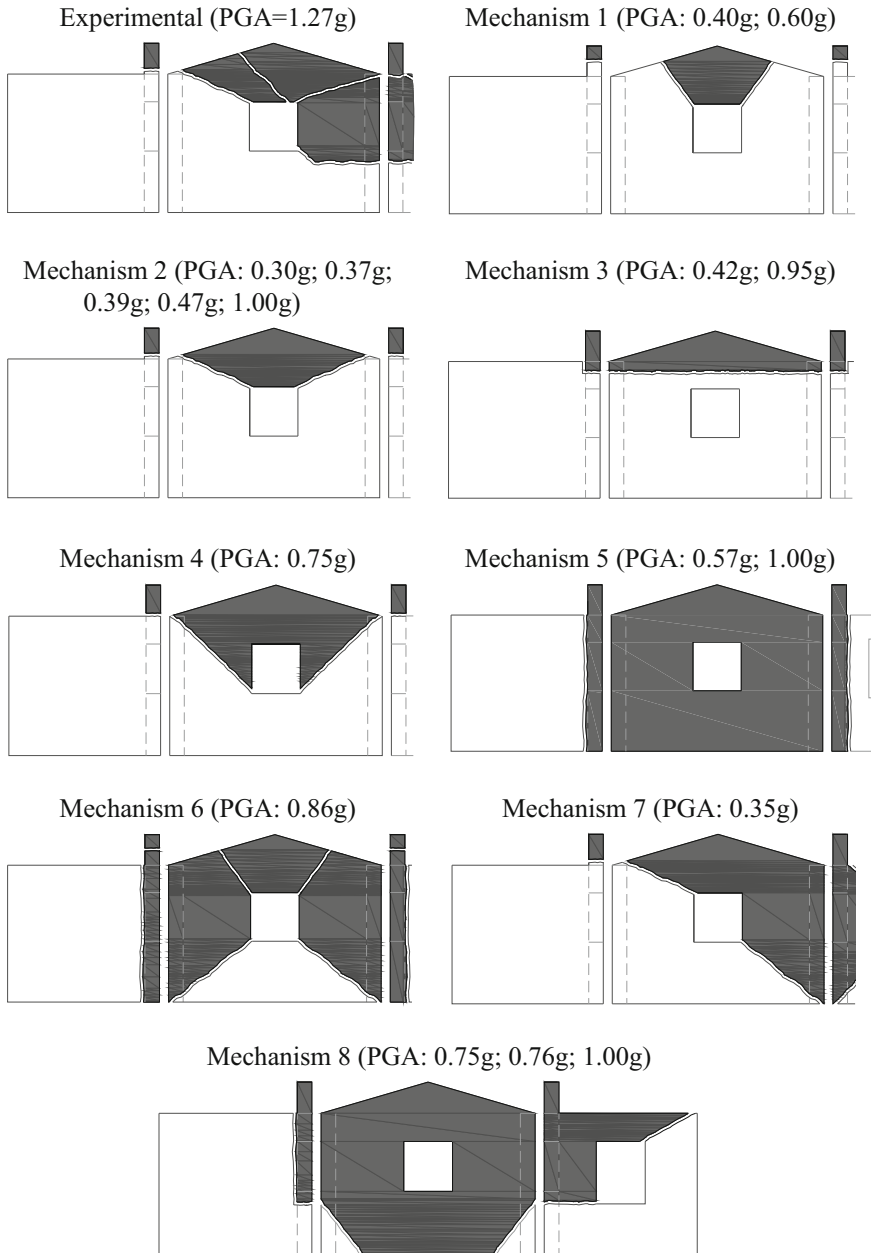 Experimental (PGA=1.27g)
Mechanism 1 (PGA: 0.40g; 0.60g)
Mechanism 2 (PGA: 0.30g; 0.37g;
0.39g; 0.47g; 1.00g)
Mechanism 3 (PGA: 0.42g; 0.95g)
Mechanism 4 (PGA: 0.75g)
Mechanism 5 (PGA: 0.57g; 1.00g)
Mechanism 6 (PGA: 0.86g)
Mechanism 7 (PGA: 0.35g)
Mechanism 8 (PGA: 0.75g; 0.76g; 1.00g)